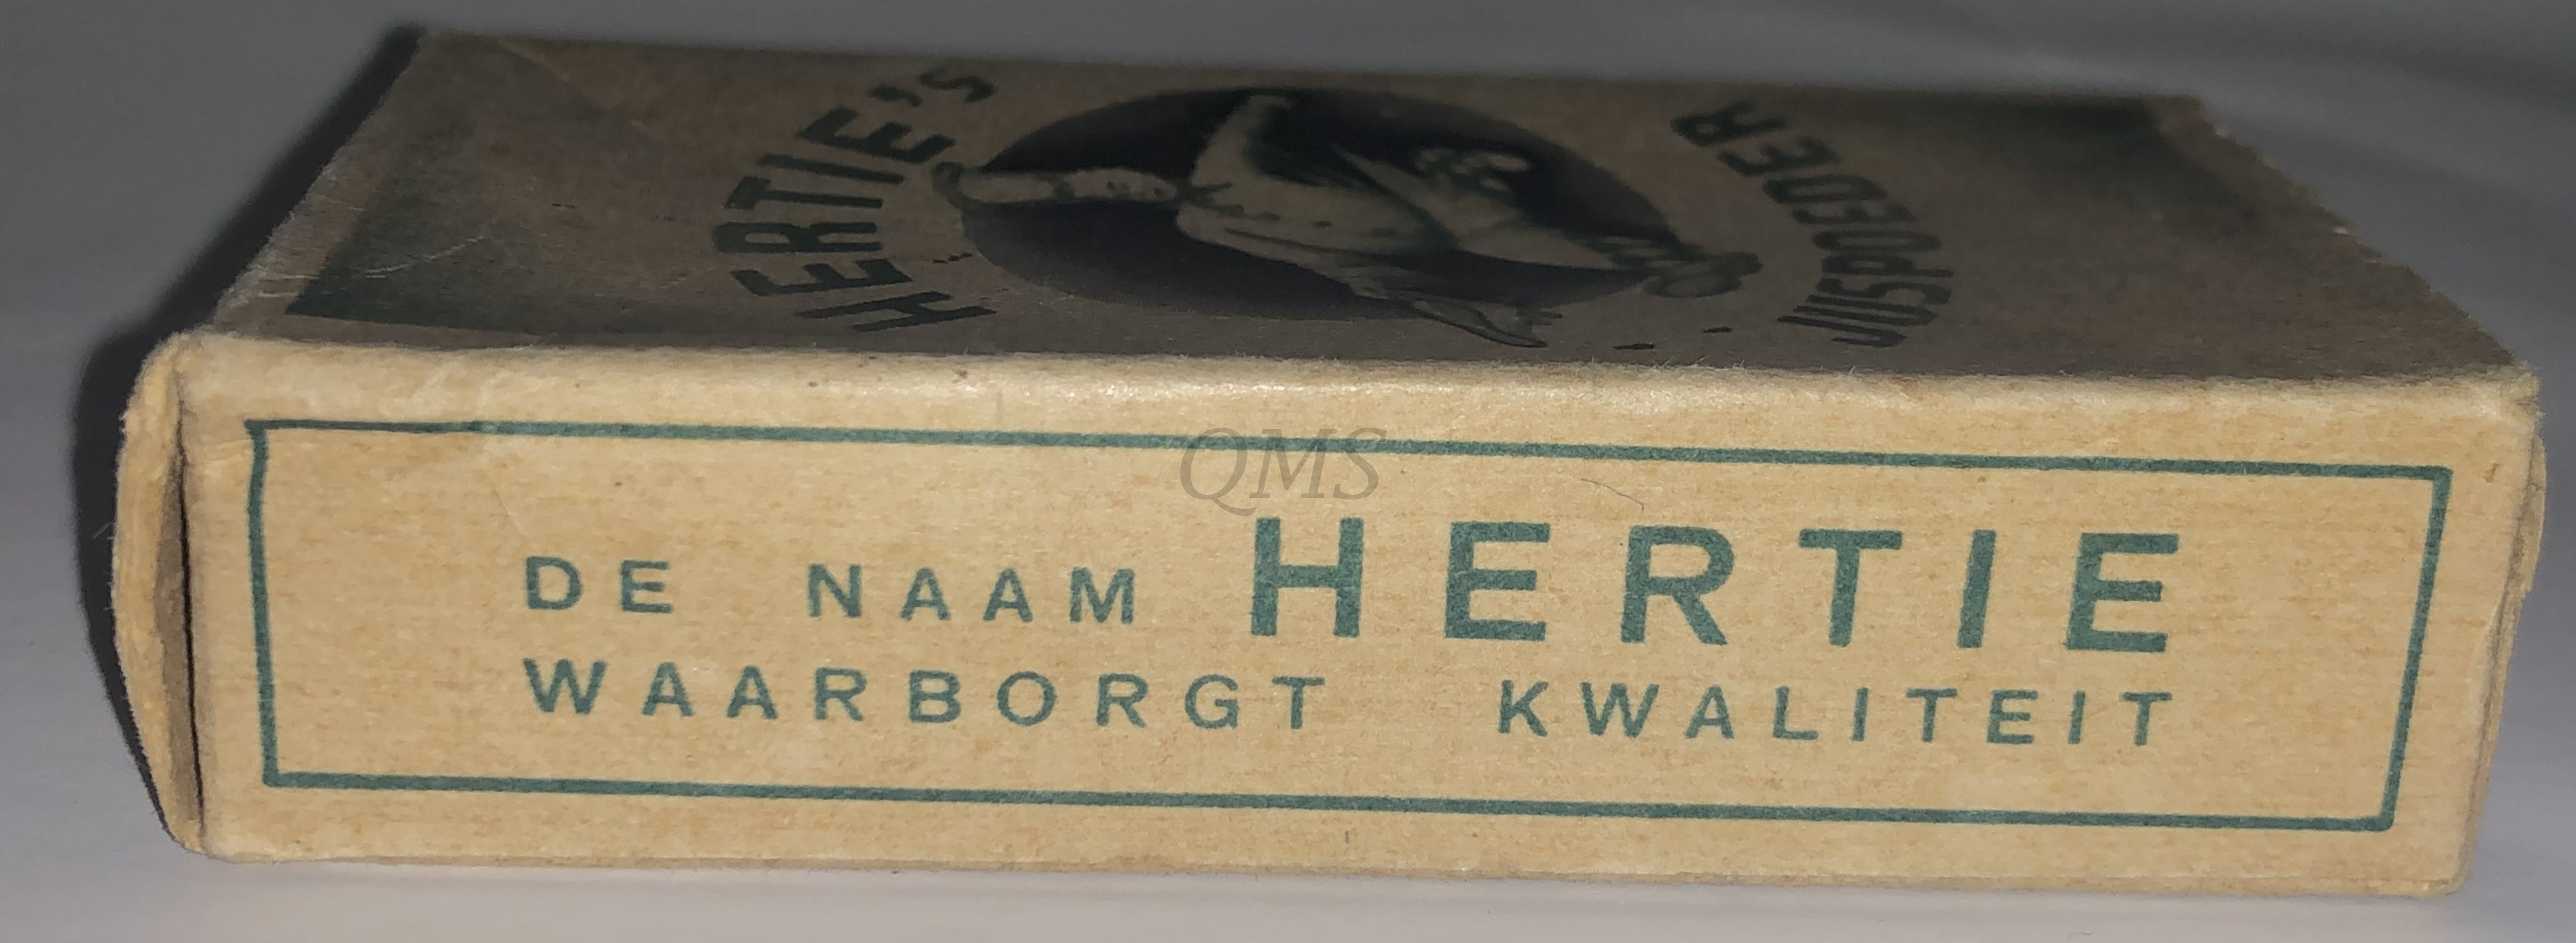 HERTIE'S
JUSPOEDER
QMS
DE NAAM HERTIE
WAARBORGT KWALITEIT